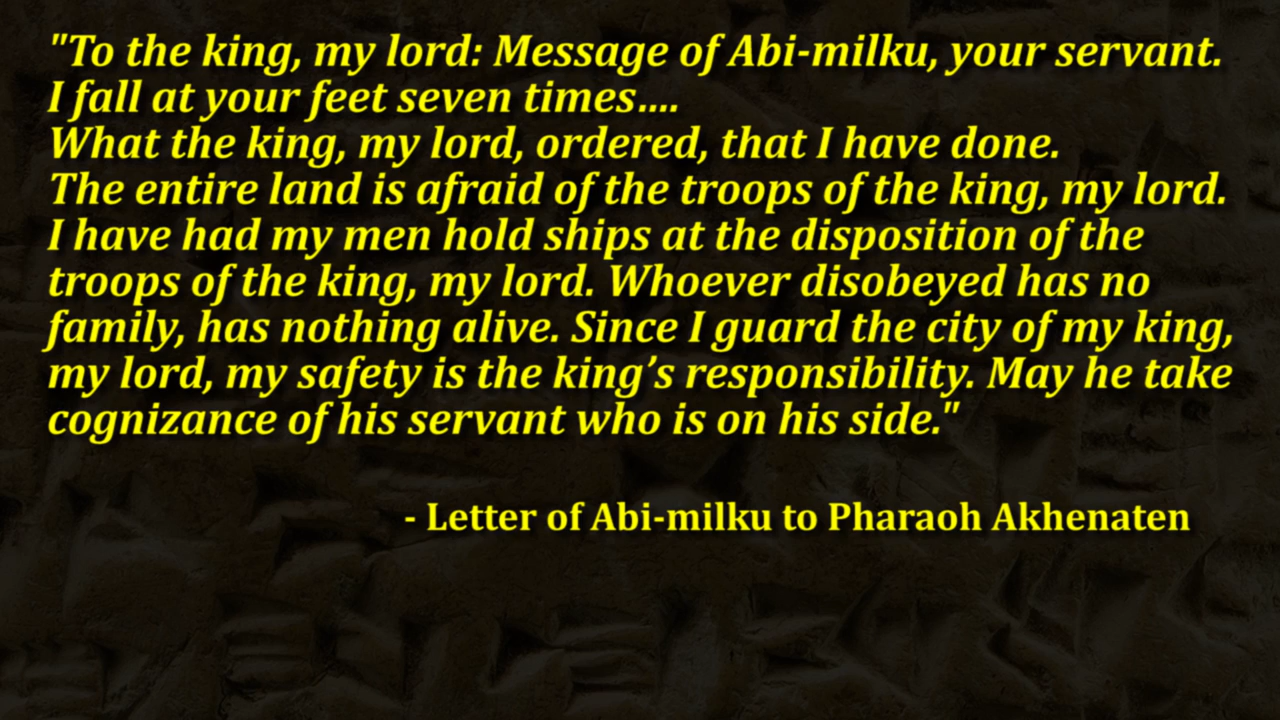 "To the king, my lord: Message of Abi-milku, your servant.
I fall at your feet seven times....
What the king, my lord, ordered, that I have done.
The entire land is afraid of the troops of the king, my lord.
I have had my men hold ships at the disposition of the
troops of the king, my lord. Whoever disobeyed has no
family, has nothing alive. Since I guard the city of my king,
my lord, my safety is the king’s responsibility. May he take
cognizance of his servant who is on his side."
- Letter of Abi-milku to Pharaoh Akhenaten